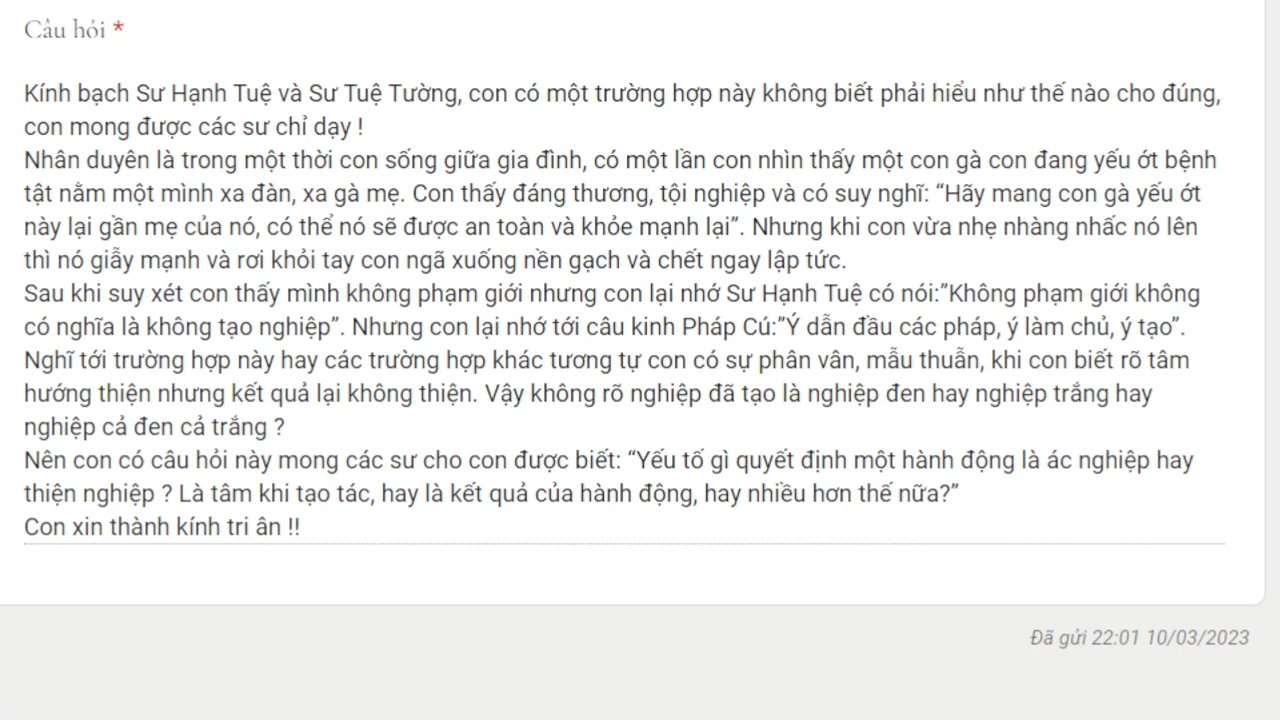 Câu hỏi *
Kính bạch Sư Hạnh Tuệ và Sư Tuệ Tường, con có một trường hợp này không biết phải hiểu như thế nào cho đúng,
con mong được các sư chỉ dạy !
Nhân duyên là trong một thời con sống giữa gia đình, có một lần con nhìn thấy một con gà con đang yếu ớt bệnh
tật nằm một mình xa đàn, xa gà mẹ. Con thấy đáng thương, tội nghiệp và có suy nghĩ: “Hãy mang con gà yếu ớt
này lại gần mẹ của nó, có thể nó sẽ được an toàn và khỏe mạnh lại”. Nhưng khi con vừa nhẹ nhàng nhấc nó lên
thì nó giẫy mạnh và rơi khỏi tay con ngã xuống nền gạch và chết ngay lập tức.
Sau khi suy xét con thấy mình không phạm giới nhưng con lại nhớ Sư Hạnh Tuệ có nói:”Không phạm giới không
có nghĩa là không tạo nghiệp”. Nhưng con lại nhớ tới câu kinh Pháp Cú:”Ý dẫn đầu các pháp, ý làm chủ, ý tạo”.
Nghĩ tới trường hợp này hay các trường hợp khác tương tự con có sự phân vân, mẫu thuẫn, khi con biết rõ tâm
hướng thiện nhưng kết quả lại không thiện. Vậy không rõ nghiệp đã tạo là nghiệp đen hay nghiệp trắng hay
nghiệp cả đen cả trắng ?
Nên con có câu hỏi này mong các sư cho con được biết: “Yếu tố gì quyết định một hành động là ác nghiệp hay
thiện nghiệp ? Là tâm khi tạo tác, hay là kết quả của hành động, hay nhiều hơn thế nữa?”
Con xin thành kính tri ân !!
Đã gửi 22:01 10/03/2023